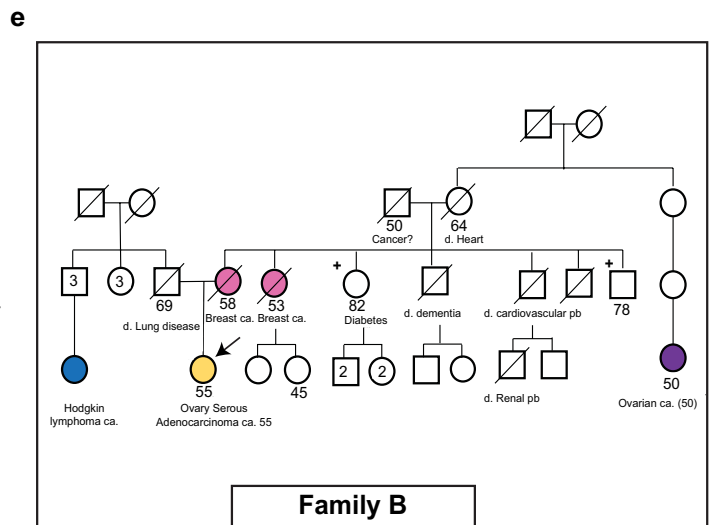 e
50
Cancer?
64
d. Heart
3
3
69
d. Lung disease
58
Breast ca.
53
Breast ca.
+
82
Diabetes
d. dementia
d. cardiovascular pb
+
78
55
Ovary Serous
Adenocarcinoma ca. 55
Hodgkin
lymphoma ca.
45
2
2
d. Renal pb
50
Ovarian ca. (50)
Family B